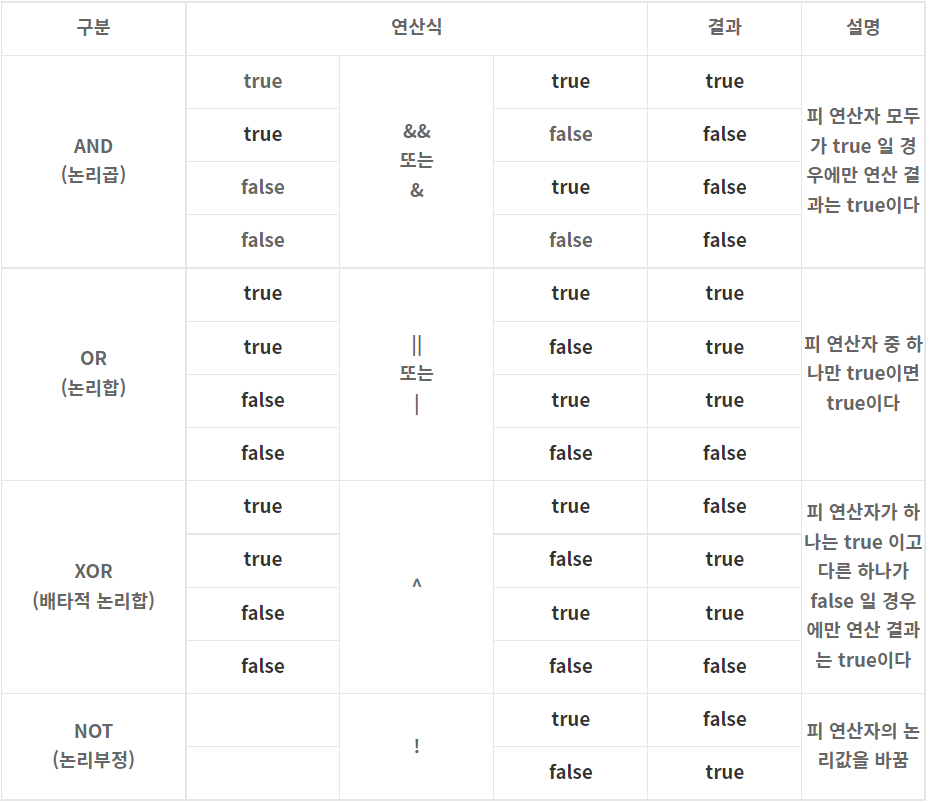 구분 연산식 결과 설명
AND
(논리곱)
true true true
true false false
false true false
false false false
&&
또는
&
피 연산자 모두
가 true 일 경
우에만 연산 결
과는 true이다
OR
(논리합)
true true true
true false true
false true true
false false false
||
또는
|
피 연산자 중 하
나만 true이면
true이다
XOR
(배타적 논리합)
true true false
true false true
false true true
false false false
^
피 연산자가 하
나는 true 이고
다른 하나가
false 일 경우
에만 연산 결과
는 true이다
NOT
(논리부정)
!
true false
false true
피 연산자의 논
리값을 바꿈